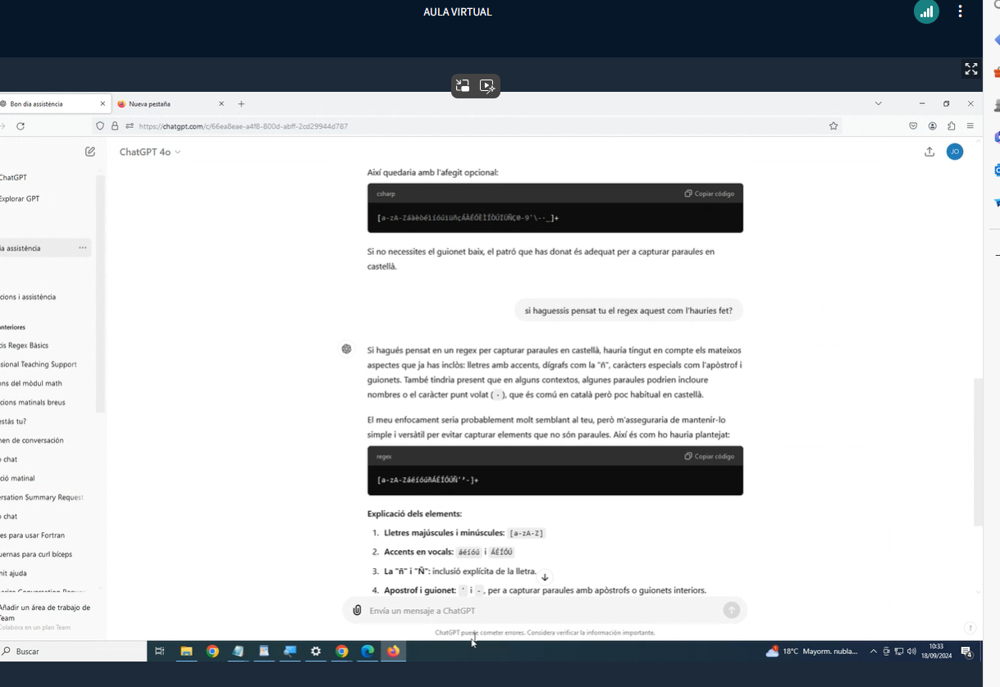 AULA VIRTUAL
Bon dia assistència
Nueva pestaña
https://chatgpt.com/c/66ea8eae-a4f8-800d-abff-2cd29944d787
ChatGPT 4o
JO
ChatGPT
Explorar GPT
ia assistència
cions i assistència
nteriores
cis Regex Bàsics
sional Teaching Support
ons del mòdul math
cions matinals breus
estàs tu?
men de conversación
o chat
ció matinal
ersation Summary Request
o chat
es para usar Fortran
uernas para curl bíceps
nit ajuda
Añadir un área de trabajo de
Team
Colabora en un plan Team
Així quedaria amb l'afegit opcional:
csharp
Copiar código
Si no necessites el guionet baix, el patró que has donat és adequat per a capturar paraules en
castellà.
si haguessis pensat tu el regex aquest com l'hauries fet?
Si hagués pensat en un regex per capturar paraules en castellà, hauria tingut en compte els mateixos
aspectes que ja has inclòs: lletres amb accents, dígrafs com la "ñ", caràcters especials com l'apòstrof i
guionets. També tindria present que en alguns contextos, algunes paraules podrien incloure
nombres o el caràcter punt volat ( · ), que és comú en català però poc habitual en castellà.
El meu enfocament seria probablement molt semblant al teu, però m'asseguraria de mantenir-lo
simple i versàtil per evitar capturar elements que no són paraules. Així és com ho hauria plantejat:
regex
Copiar código
[a-zA-ZáéíóúñÁÉÍÓÚÑ'’-]+
Explicació dels elements:
1. Lletres majúscules i minúscules: [a-zA-Z]
2. Accents en vocals: áéíóú i ÁÉÍÓÚ
3. La "ñ" i "Ñ": inclusió explícita de la lletra.
4. Apostrof i guionet: ' i -, per a capturar paraules amb apòstrofs o guionets interiors.
Envía un mensaje a ChatGPT
ChatGPT puede cometer errores. Considera verificar la información importante.
?
Buscar
18°C Mayorm. nubla...
10:33
18/09/2024
4